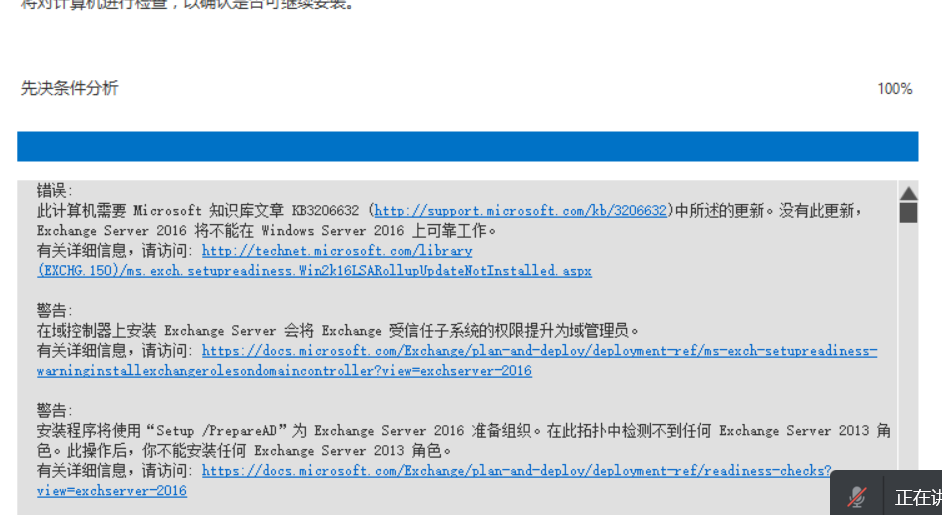 将对计算机进行检查，以确认是否可继续安装。
先决条件分析
100%
错误:
此计算机需要 Microsoft 知识库文章 KB3206632 (http://support.microsoft.com/kb/3206632)中所述的更新。没有此更新，
Exchange Server 2016 将不能在 Windows Server 2016 上可靠工作。
有关详细信息，请访问: http://technet.microsoft.com/library
(EXCHG.150)/ms.exch.setupreadiness.Win2k16LSARollupUpdateNotInstalled.aspx
警告:
在域控制器上安装 Exchange Server 会将 Exchange 受信任子系统的权限提升为域管理员。
有关详细信息，请访问: https://docs.microsoft.com/Exchange/plan-and-deploy/deployment-ref/ms-exch-setupreadiness-
warninginstallexchangerolesondomaincontroller?view=exchserver-2016
警告:
安装程序将使用“Setup /PrepareAD”为 Exchange Server 2016 准备组织。在此拓扑中检测不到任何 Exchange Server 2013 角
色。此操作后，你不能安装任何 Exchange Server 2013 角色。
有关详细信息，请访问: https://docs.microsoft.com/Exchange/plan-and-deploy/deployment-ref/readiness-checks?
view=exchserver-2016
正在讲